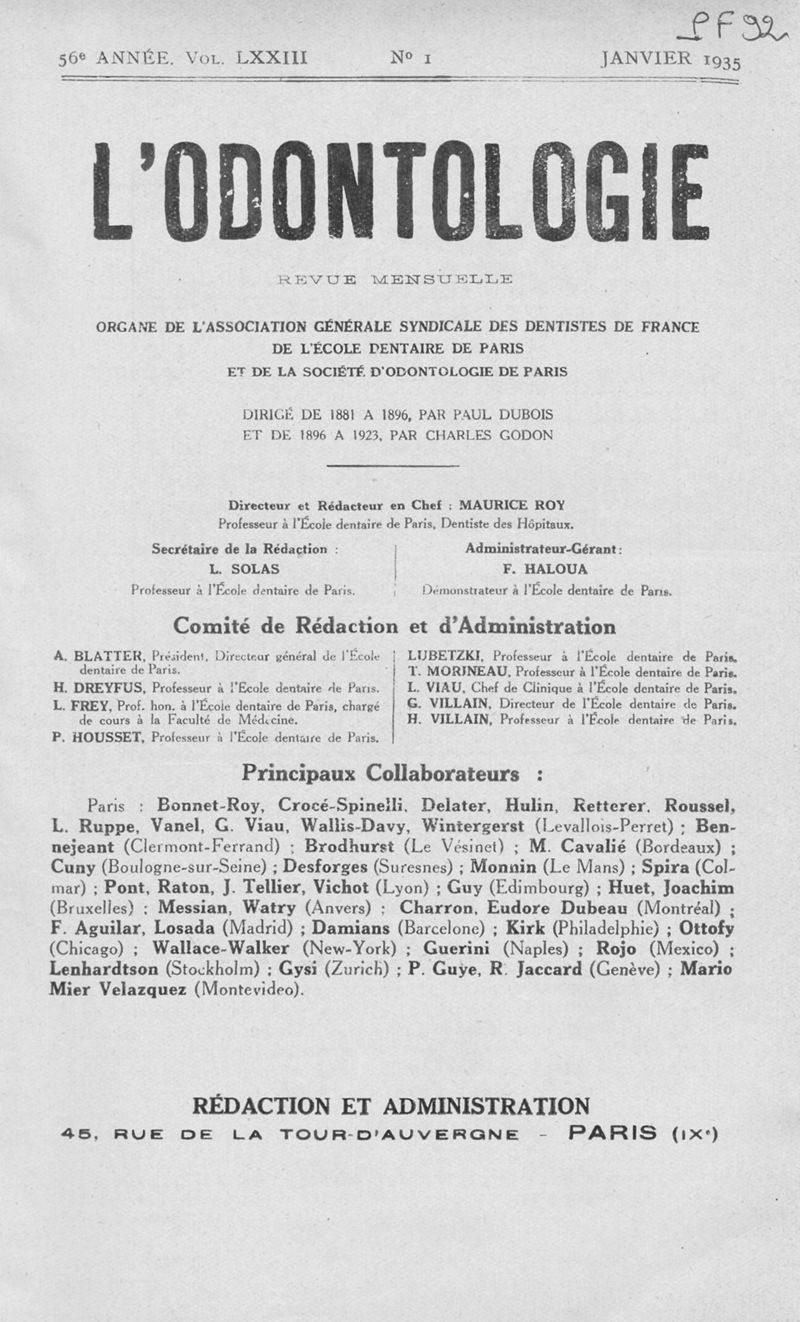 PF 92
56e ANNÉE. VOL. LXXIII No 1 JANVIER 1935
L'ODONTOLOGIE
REVUE MENSUELLE
ORGANE DE L'ASSOCIATION GÉNÉRALE SYNDICALE DES DENTISTES DE FRANCE
DE L'ÉCOLE DENTAIRE DE PARIS
ET DE LA SOCIÉTÉ D'ODONTOLOGIE DE PARIS
DIRIGÉ DE 1881 A 1896, PAR PAUL DUBOIS
ET DE 1896 A 1923, PAR CHARLES GODON
Directeur et Rédacteur en Chef : MAURICE ROY
Professeur à l'École dentaire de Paris, Dentiste des Hôpitaux.
Secrétaire de la Rédaction :
L. SOLAS
Professeur à l'École dentaire de Paris.
Administrateur-Gérant :
F. HALOUA
Démonstrateur à l'École dentaire de Paris.
Comité de Rédaction et d'Administration
A. BLATTER, Président, Directeur général de l'École
dentaire de Paris.
H. DREYFUS, Professeur à l'Ecole dentaire de Paris.
L. FREY, Prof. hon. à l'École dentaire de Paris, chargé
de cours à la Faculté de Médecine.
P. HOUSSET, Professeur à l'École dentaire de Paris.
LUBETZKI, Professeur à l'École dentaire de Paris.
T. MORINEAU, Professeur à l'École dentaire de Paris.
L. VIAU, Chef de Clinique à l'École dentaire de Paris.
G. VILLAIN, Directeur de l'École dentaire de Paris.
H. VILLAIN, Professeur à l'École dentaire de Paris.
Principaux Collaborateurs :
Paris : Bonnet-Roy, Crocé-Spinelli, Delater, Hulin, Retterer, Roussel,
L. Ruppe, Vanel, G. Viau, Wallis-Davy, Wintergerst (Levallois-Perret) ; Ben-
nejeant (Clermont-Ferrand) ; Brodhurst (Le Vésinet) ; M. Cavalié (Bordeaux) ;
Cuny (Boulogne-sur-Seine) ; Desforges (Suresnes) ; Monnin (Le Mans) ; Spira (Col-
mar) ; Pont, Raton, J. Tellier, Vichot (Lyon) ; Guy (Edimbourg) ; Huet, Joachim
(Bruxelles) ; Messian, Watry (Anvers) ; Charron, Eudore Dubeau (Montréal) ;
F. Aguilar, Losada (Madrid) ; Damians (Barcelone) ; Kirk (Philadelphie) ; Ottofy
(Chicago) ; Wallace-Walker (New-York) ; Guerini (Naples) ; Rojo (Mexico) ;
Lenhardtson (Stockholm) ; Gysi (Zurich) ; P. Guye, R. Jaccard (Genève) ; Mario
Mier Velazquez (Montevideo).
RÉDACTION ET ADMINISTRATION
45, RUE DE LA TOUR-D'AUVERGNE - PARIS (IXe)